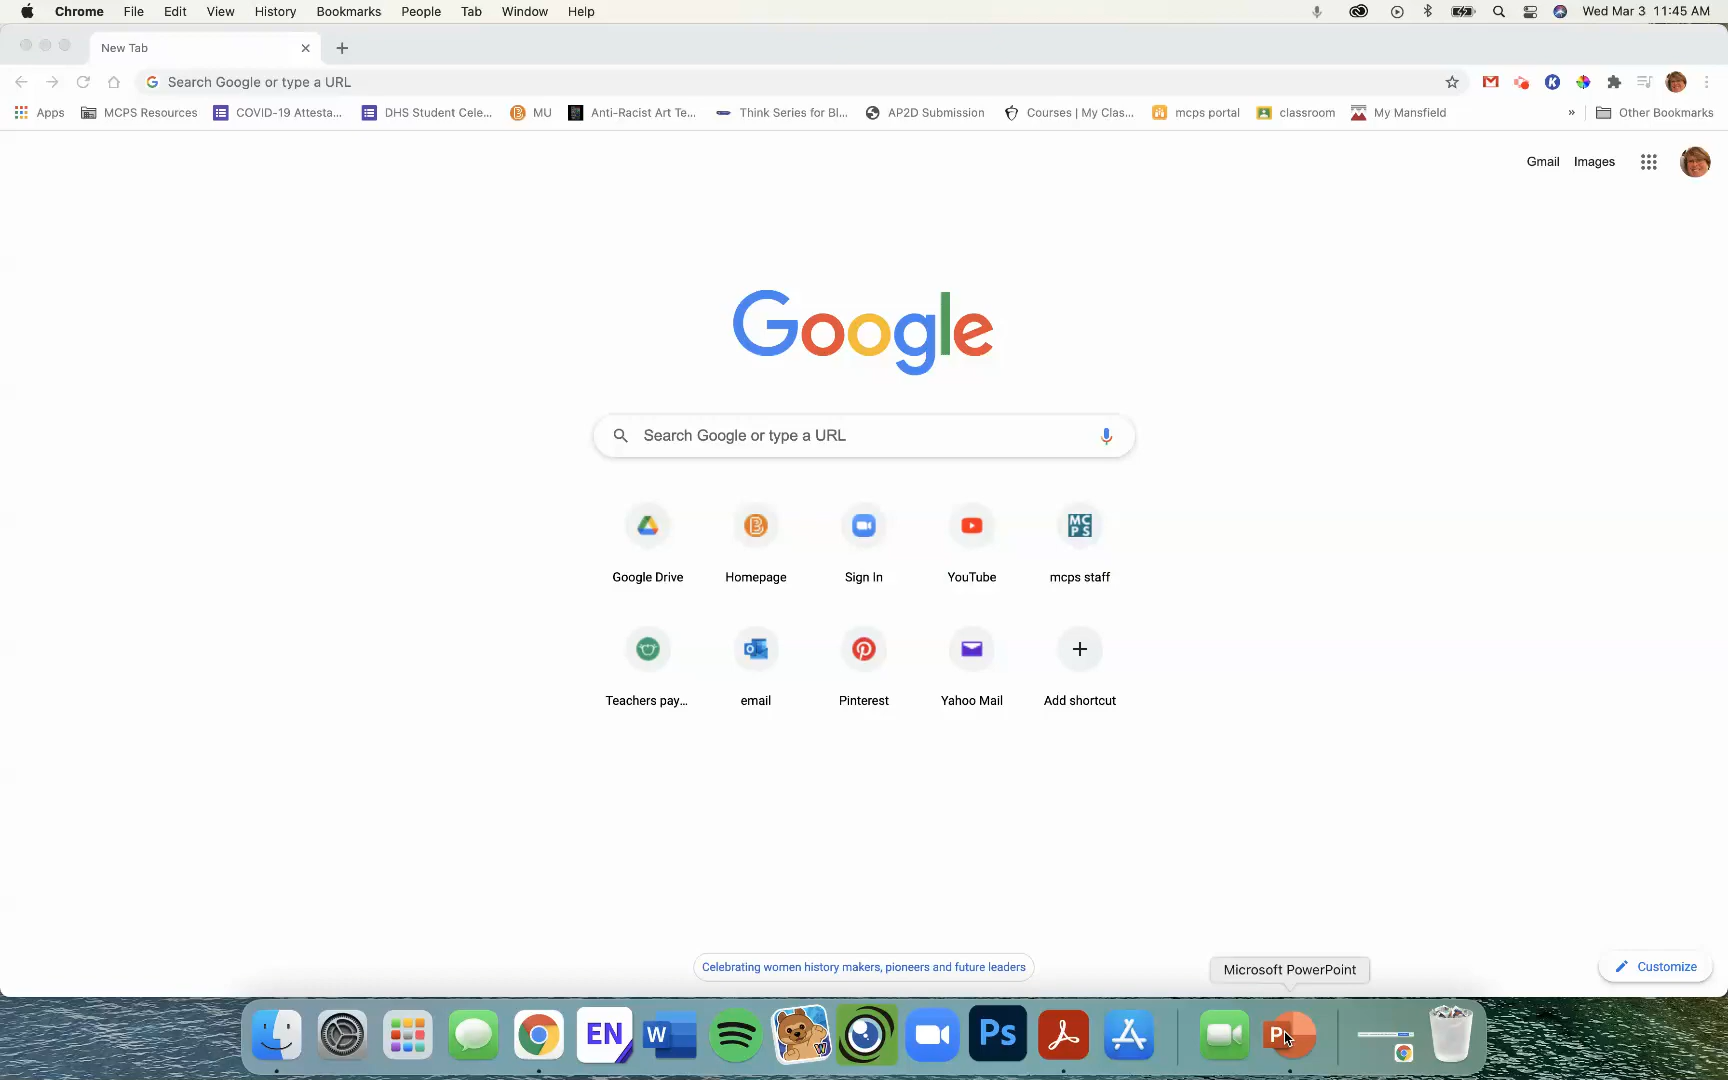 Chrome File Edit View History Bookmarks People Tab Window Help Wed Mar 3 11:45 AM
New Tab
Search Google or type a URL
Apps MCPS Resources COVID-19 Attesta... DHS Student Cele... MU Anti-Racist Art Te... Think Series for Bl... AP2D Submission Courses | My Clas... mcps portal classroom My Mansfield » Other Bookmarks
Gmail Images
Google
Search Google or type a URL
MC
PS
Google Drive Homepage Sign In YouTube mcps staff
Teachers pay... email Pinterest Yahoo Mail Add shortcut
Celebrating women history makers, pioneers and future leaders
Microsoft PowerPoint
Customize
EN W W Ps P